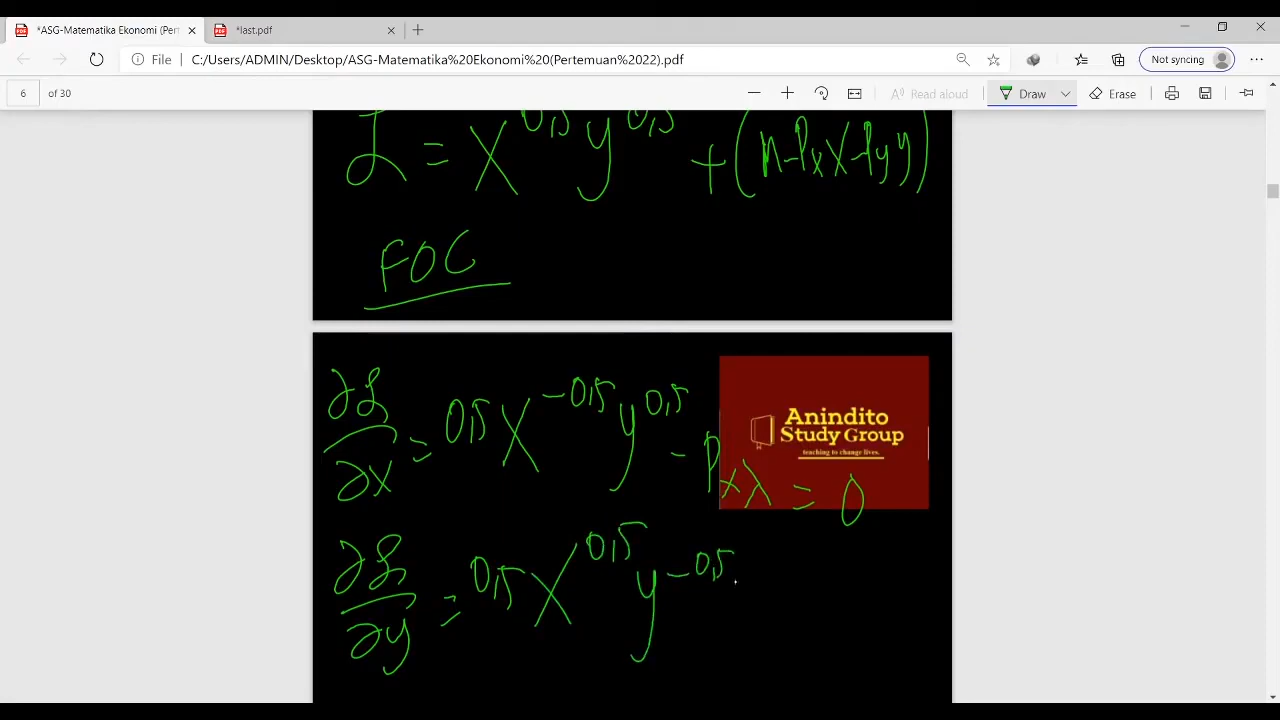 *ASG-Matematika Ekonomi (Pert
*last.pdf
File
C:/Users/ADMIN/Desktop/ASG-Matematika%20Ekonomi%20(Pertemuan%2022).pdf
Not syncing
6 of 30
Read aloud
Draw
Erase
ℒ = X^0,5 y^0,5 + (M-PxX-Pyy)
FOC
∂ℒ/∂x = 0,5 X^-0,5 y^0,5 - Pxλ = 0
Anindito
Study Group
teaching to change lives.
∂ℒ/∂y = 0,5 X^0,5 y^-0,5